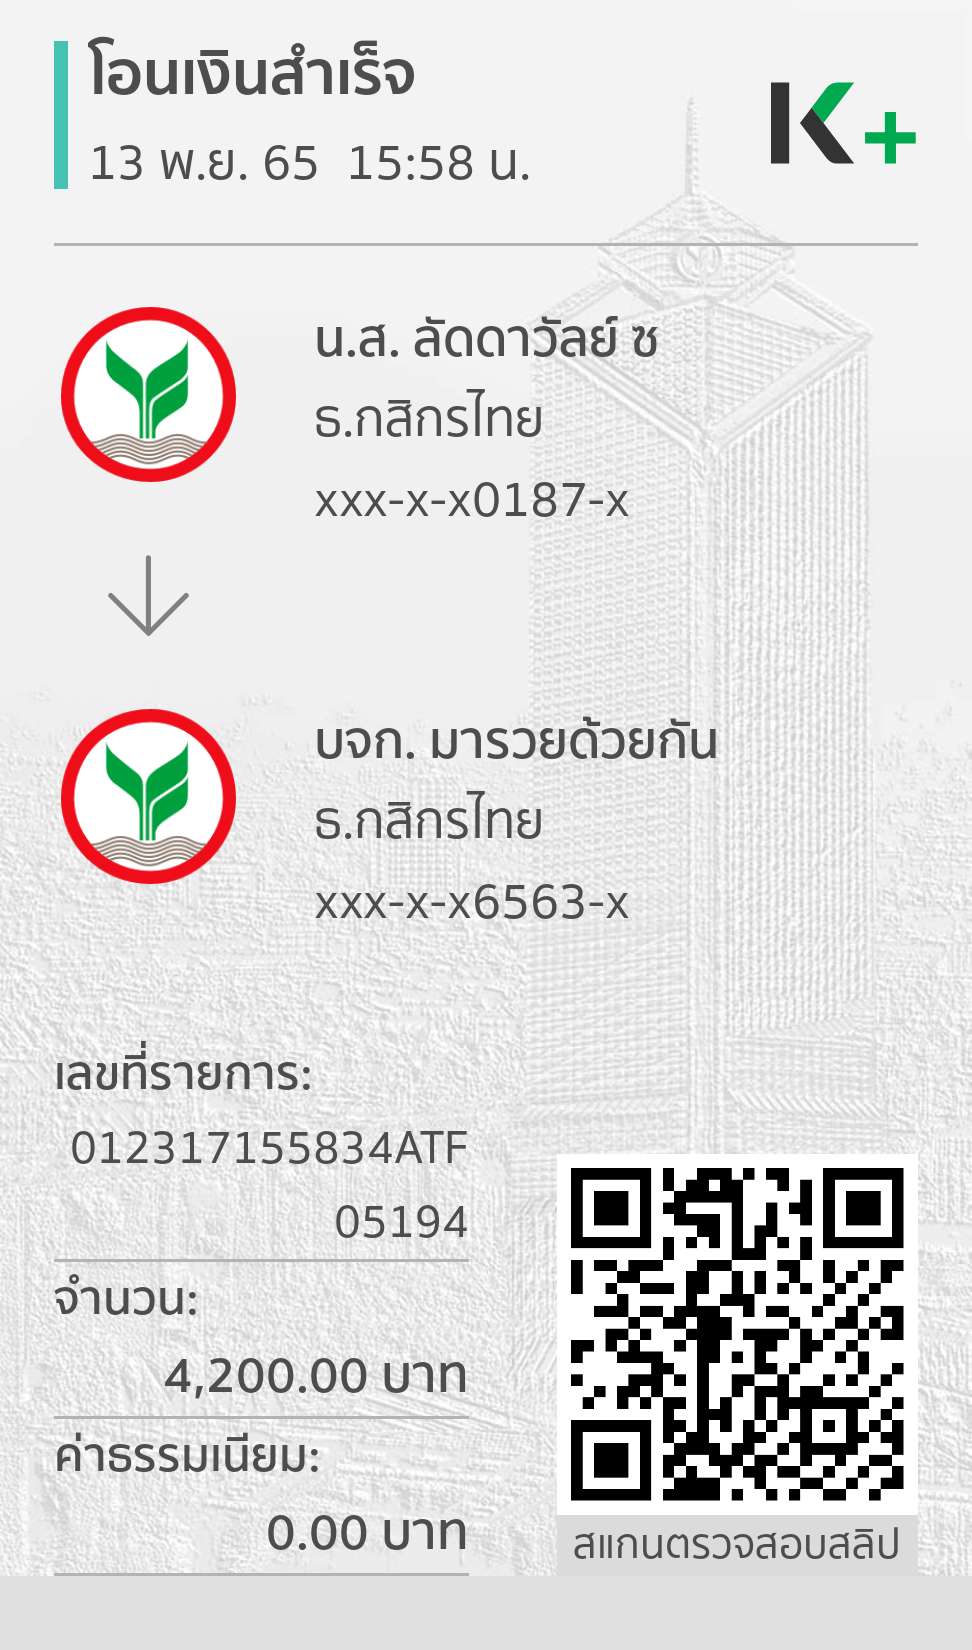 โอนเงินสำเร็จ
13 พ.ย. 65 15:58 น.
K+
น.ส. ลัดดาวัลย์ ซ
ธ.กสิกรไทย
xxx-x-x0187-x
บจก. มารวยด้วยกัน
ธ.กสิกรไทย
xxx-x-x6563-x
เลขที่รายการ:
012317155834ATF
05194
จำนวน:
4,200.00 บาท
ค่าธรรมเนียม:
0.00 บาท
สแกนตรวจสอบสลิป